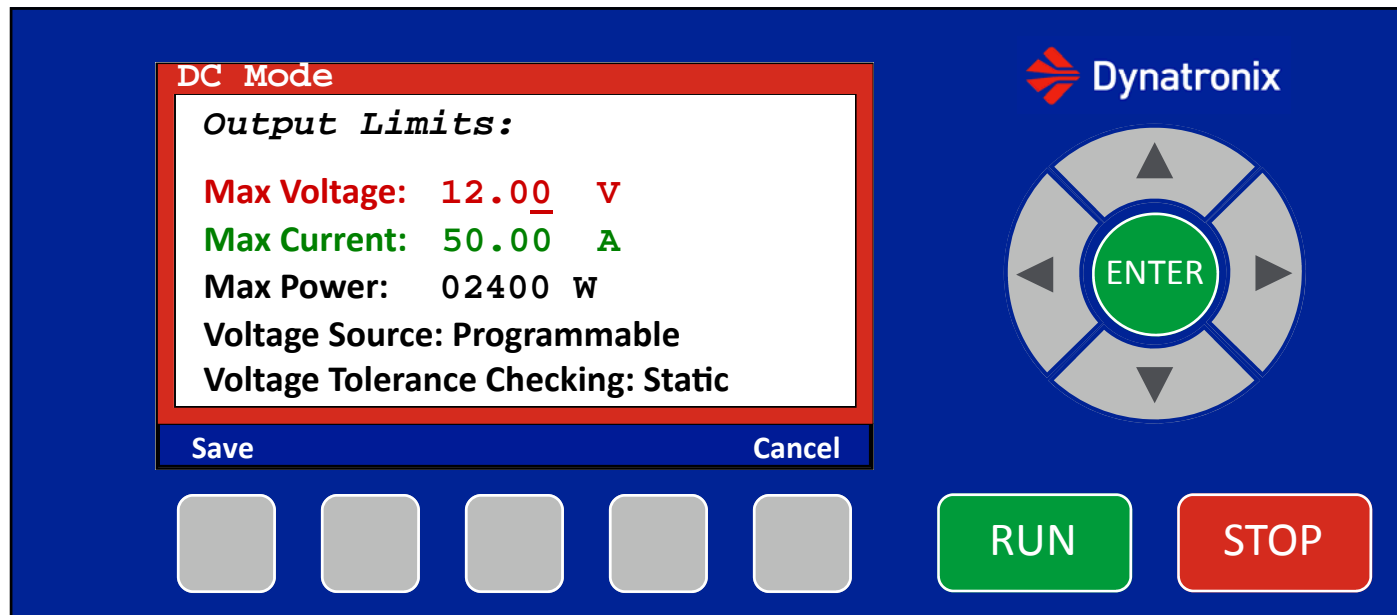 DC Mode
Dynatronix
Output Limits:
Max Voltage: 12.00 V
Max Current: 50.00 A
Max Power: 02400 W
ENTER
Voltage Source: Programmable
Voltage Tolerance Checking: Static
Save Cancel
RUN STOP